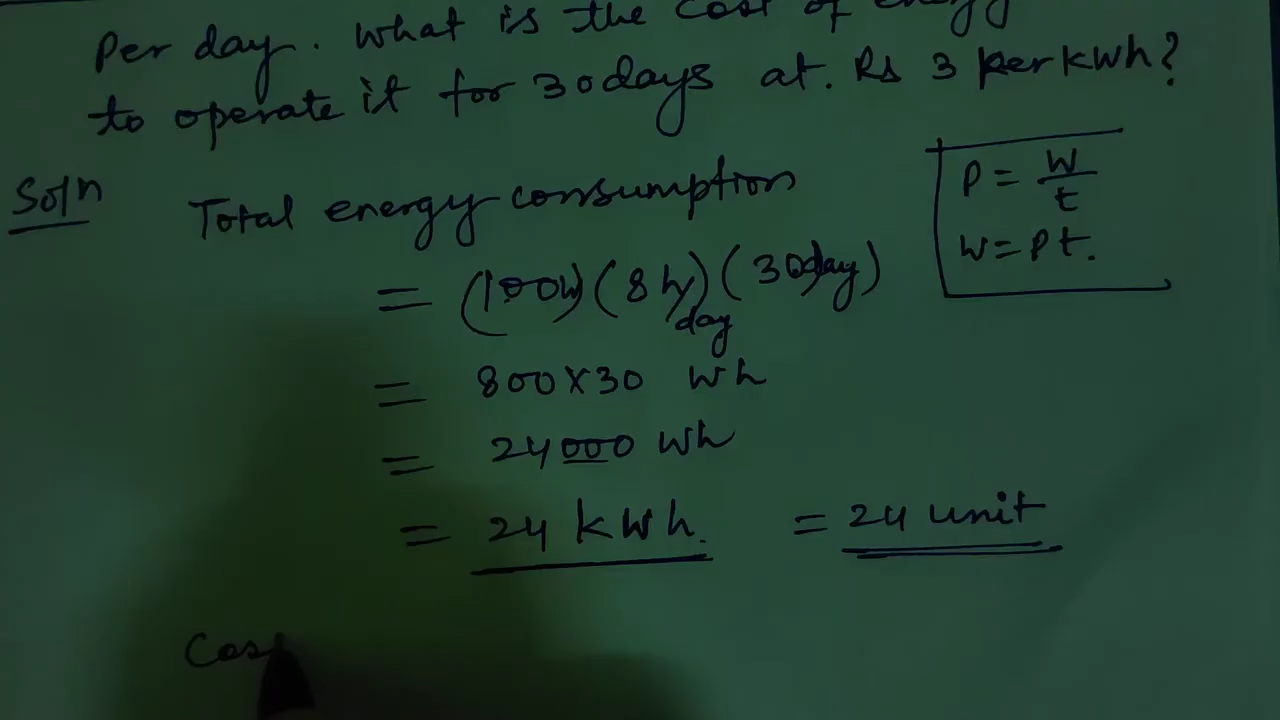 Per day. What is the cost of energy
to operate it for 30 days at. Rs 3 per kWh?
Soln
Total energy consumption
P = W/t
W = Pt.
= (100W) (8 h/day) (30 day)
= 800 X 30 Wh
= 24000 Wh
= 24 kWh. = 24 unit
Cost